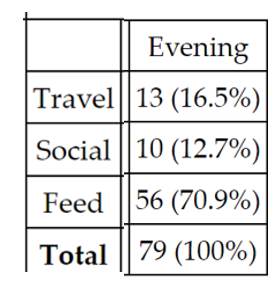 Evening
Travel 13 (16.5%)
Social 10 (12.7%)
Feed 56 (70.9%)
Total 79 (100%)